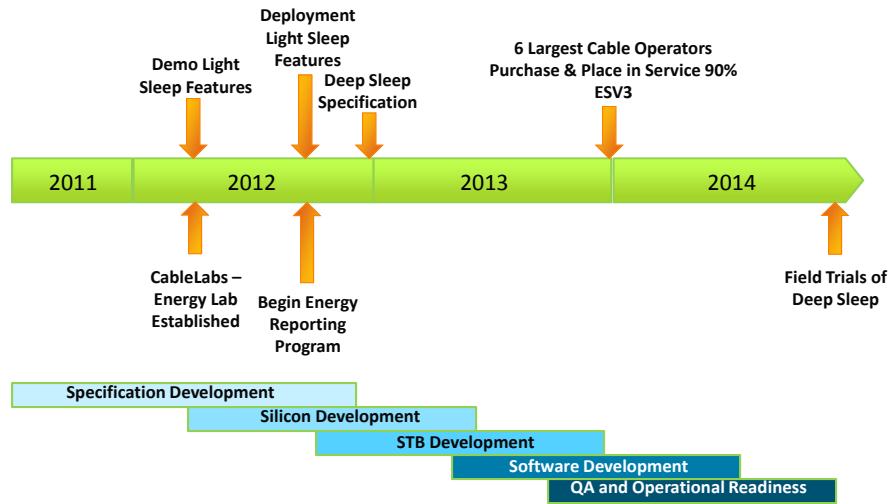 Demo Light
Sleep Features
Deployment
Light Sleep
Features
Deep Sleep
Specification
6 Largest Cable Operators
Purchase & Place in Service 90%
ESV3
2011
2012
2013
2014
CableLabs –
Energy Lab
Established
Begin Energy
Reporting
Program
Field Trials of
Deep Sleep
Specification Development
Silicon Development
STB Development
Software Development
QA and Operational Readiness